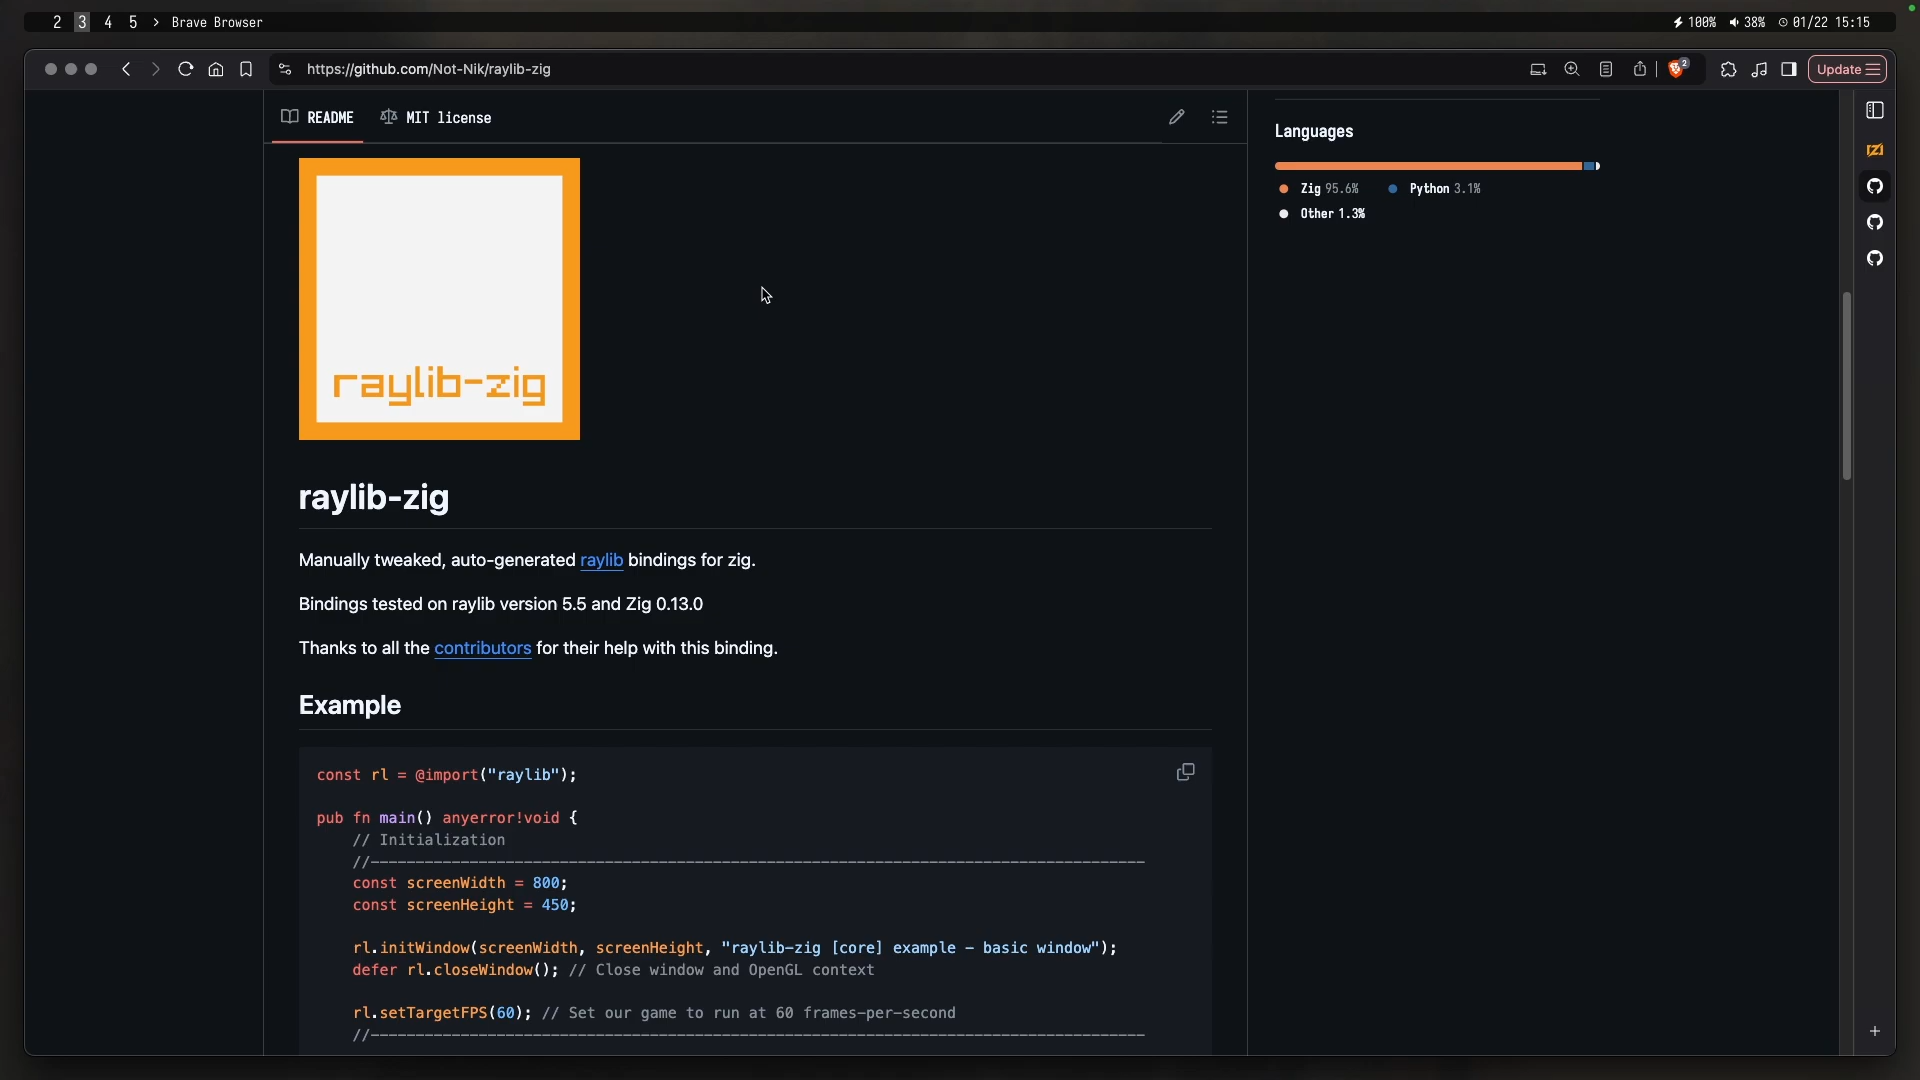 2 3 4 5 > Brave Browser
100% 38% 01/22 15:15
https://github.com/Not-Nik/raylib-zig
2
Update
README
MIT license
raylib-zig
raylib-zig
Manually tweaked, auto-generated raylib bindings for zig.
Bindings tested on raylib version 5.5 and Zig 0.13.0
Thanks to all the contributors for their help with this binding.
Example
const rl = @import("raylib");
pub fn main() anyerror!void {
// Initialization
//--------------------------------------------------------------------------------------
const screenWidth = 800;
const screenHeight = 450;
rl.initWindow(screenWidth, screenHeight, "raylib-zig [core] example - basic window");
defer rl.closeWindow(); // Close window and OpenGL context
rl.setTargetFPS(60); // Set our game to run at 60 frames-per-second
//--------------------------------------------------------------------------------------
Languages
Zig 95.6%
Python 3.1%
Other 1.3%